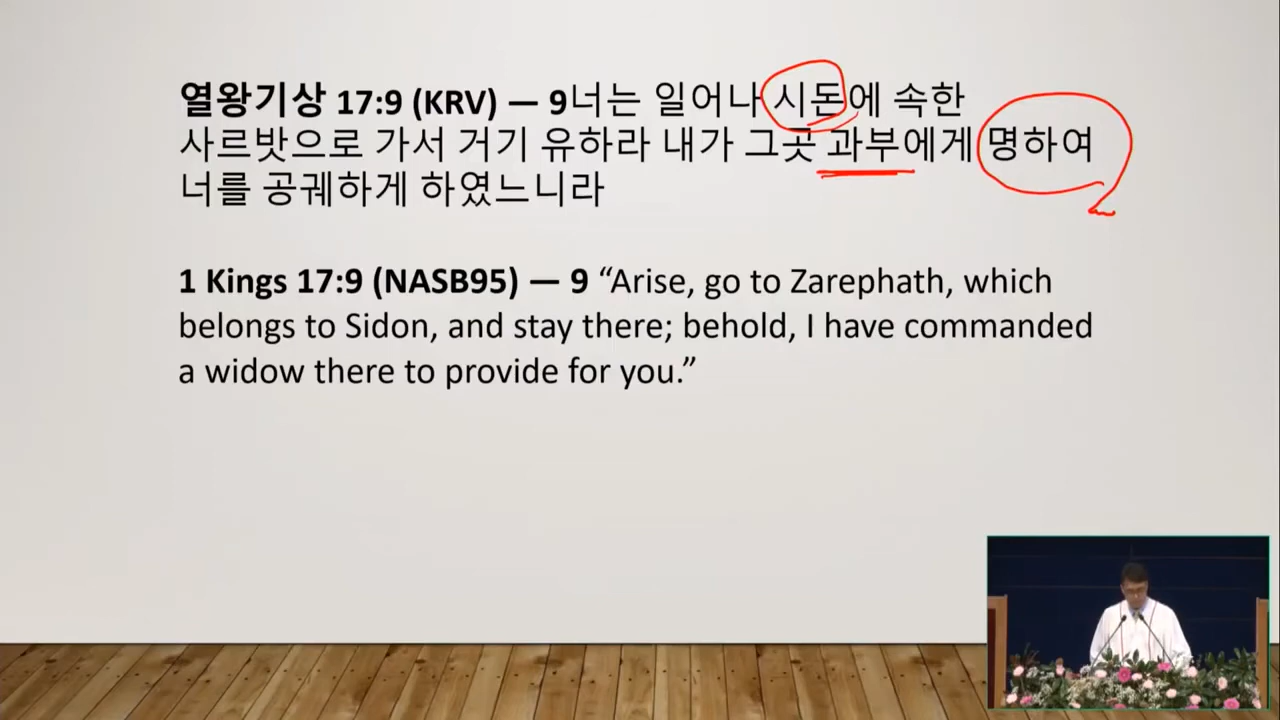 열왕기상 17:9 (KRV) — 9너는 일어나 시돈에 속한
사르밧으로 가서 거기 유하라 내가 그곳 과부에게 명하여
너를 공궤하게 하였느니라
1 Kings 17:9 (NASB95) — 9 “Arise, go to Zarephath, which
belongs to Sidon, and stay there; behold, I have commanded
a widow there to provide for you.”